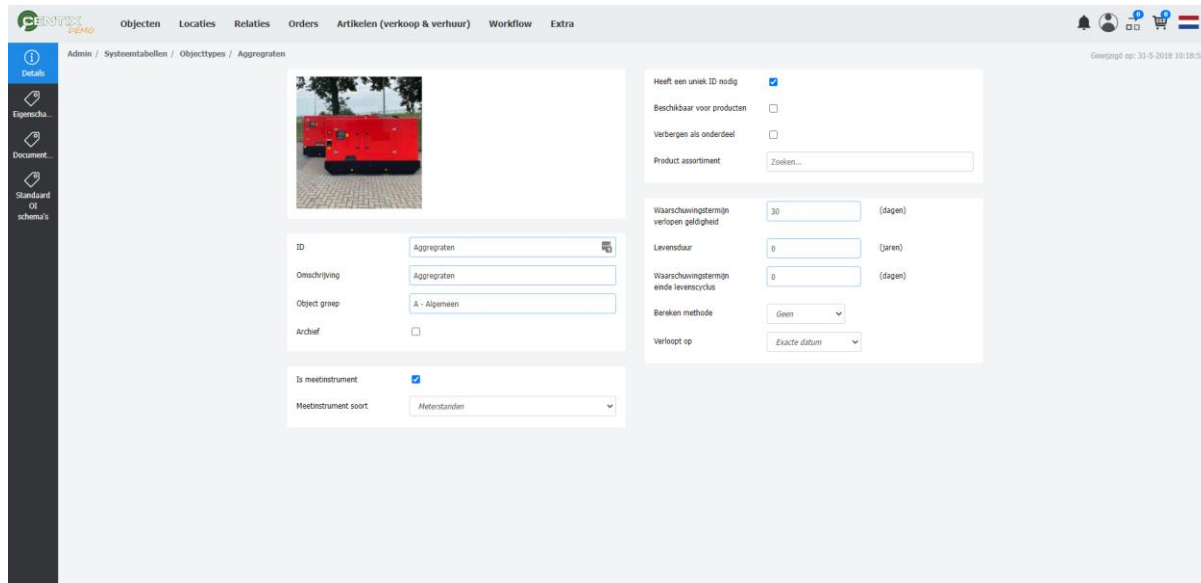 CENTIX
DEMO
Objecten Locaties Relaties Orders Artikelen (verkoop & verhuur) Workflow Extra
0 0
Admin / Systeemtabellen / Objecttypes / Aggregraten
Gewijzigd op: 31-5-2018 10:18:5
Details
Eigenscha...
Document...
Standaard
OI
schema's
ID Aggregraten
Omschrijving Aggregraten
Object groep A - Algemeen
Archief
Is meetinstrument
Meetinstrument soort Meterstanden
Heeft een uniek ID nodig
Beschikbaar voor producten
Verbergen als onderdeel
Product assortiment Zoeken...
Waarschuwingstermijn
verlopen geldigheid 30 (dagen)
Levensduur 0 (jaren)
Waarschuwingstermijn
einde levenscyclus 0 (dagen)
Bereken methode Geen
Verloopt op Exacte datum